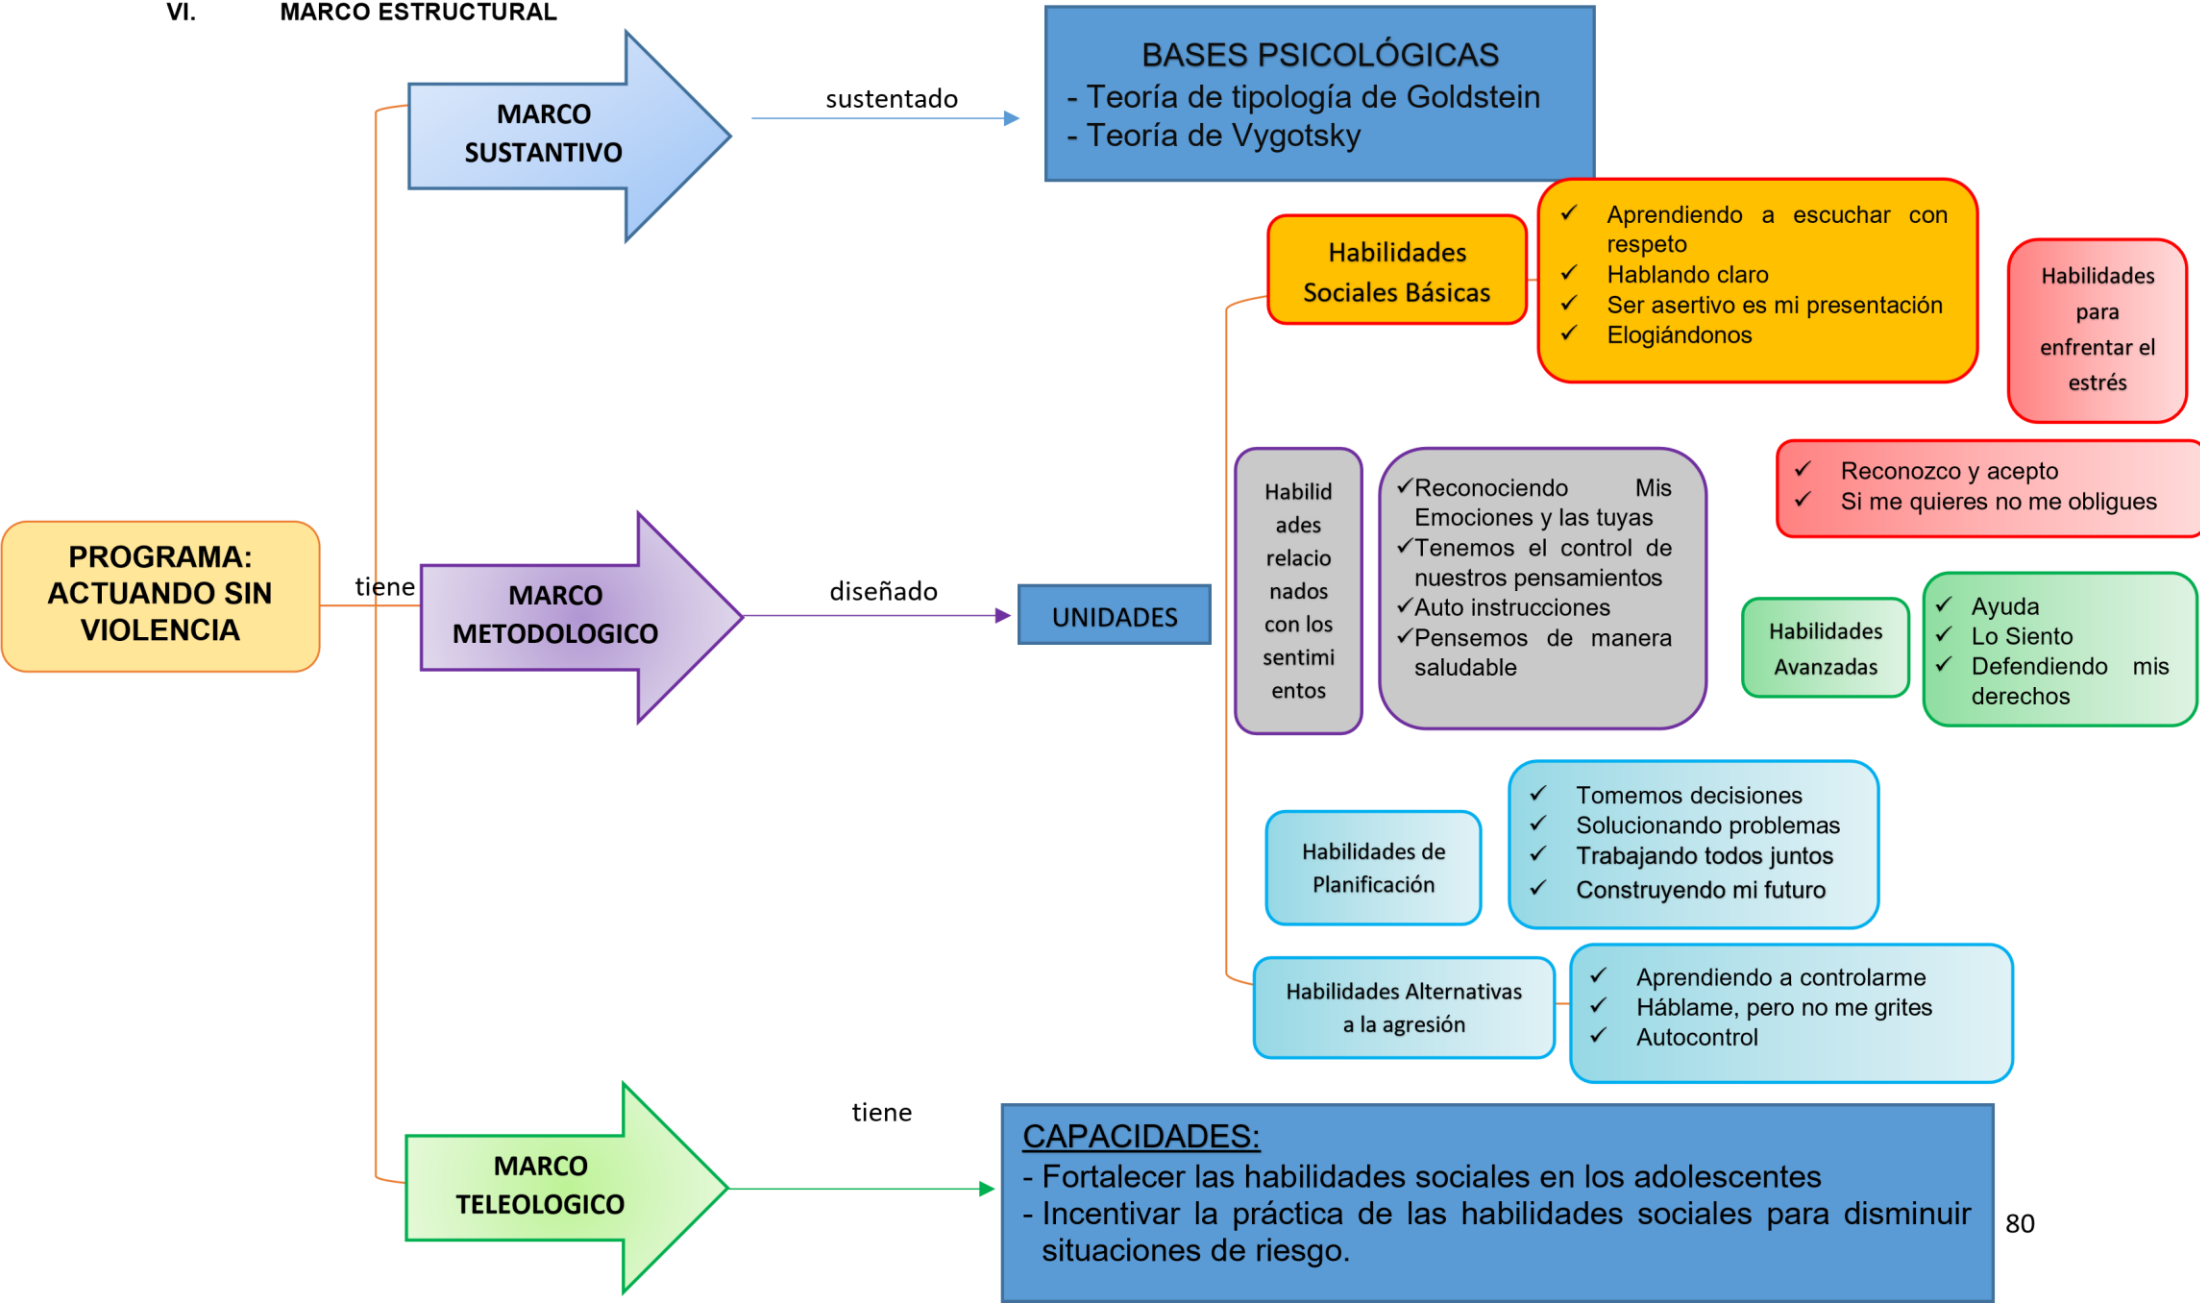 VI. MARCO ESTRUCTURAL
MARCO
SUSTANTIVO
sustentado
BASES PSICOLÓGICAS
- Teoría de tipología de Goldstein
- Teoría de Vygotsky
Habilidades
Sociales Básicas
✓ Aprendiendo a escuchar con
respeto
✓ Hablando claro
✓ Ser asertivo es mi presentación
✓ Elogiándonos
Habilidades
para
enfrentar el
estrés
✓ Reconozco y acepto
✓ Si me quieres no me obligues
PROGRAMA:
ACTUANDO SIN
VIOLENCIA
tiene
MARCO
METODOLOGICO
diseñado
UNIDADES
Habilid
ades
relacio
nados
con los
sentimi
entos
✓Reconociendo Mis
Emociones y las tuyas
✓Tenemos el control de
nuestros pensamientos
✓Auto instrucciones
✓Pensemos de manera
saludable
Habilidades
Avanzadas
✓ Ayuda
✓ Lo Siento
✓ Defendiendo mis
derechos
Habilidades de
Planificación
✓ Tomemos decisiones
✓ Solucionando problemas
✓ Trabajando todos juntos
✓ Construyendo mi futuro
Habilidades Alternativas
a la agresión
✓ Aprendiendo a controlarme
✓ Háblame, pero no me grites
✓ Autocontrol
MARCO
TELEOLOGICO
tiene
CAPACIDADES:
- Fortalecer las habilidades sociales en los adolescentes
- Incentivar la práctica de las habilidades sociales para disminuir
situaciones de riesgo.
80